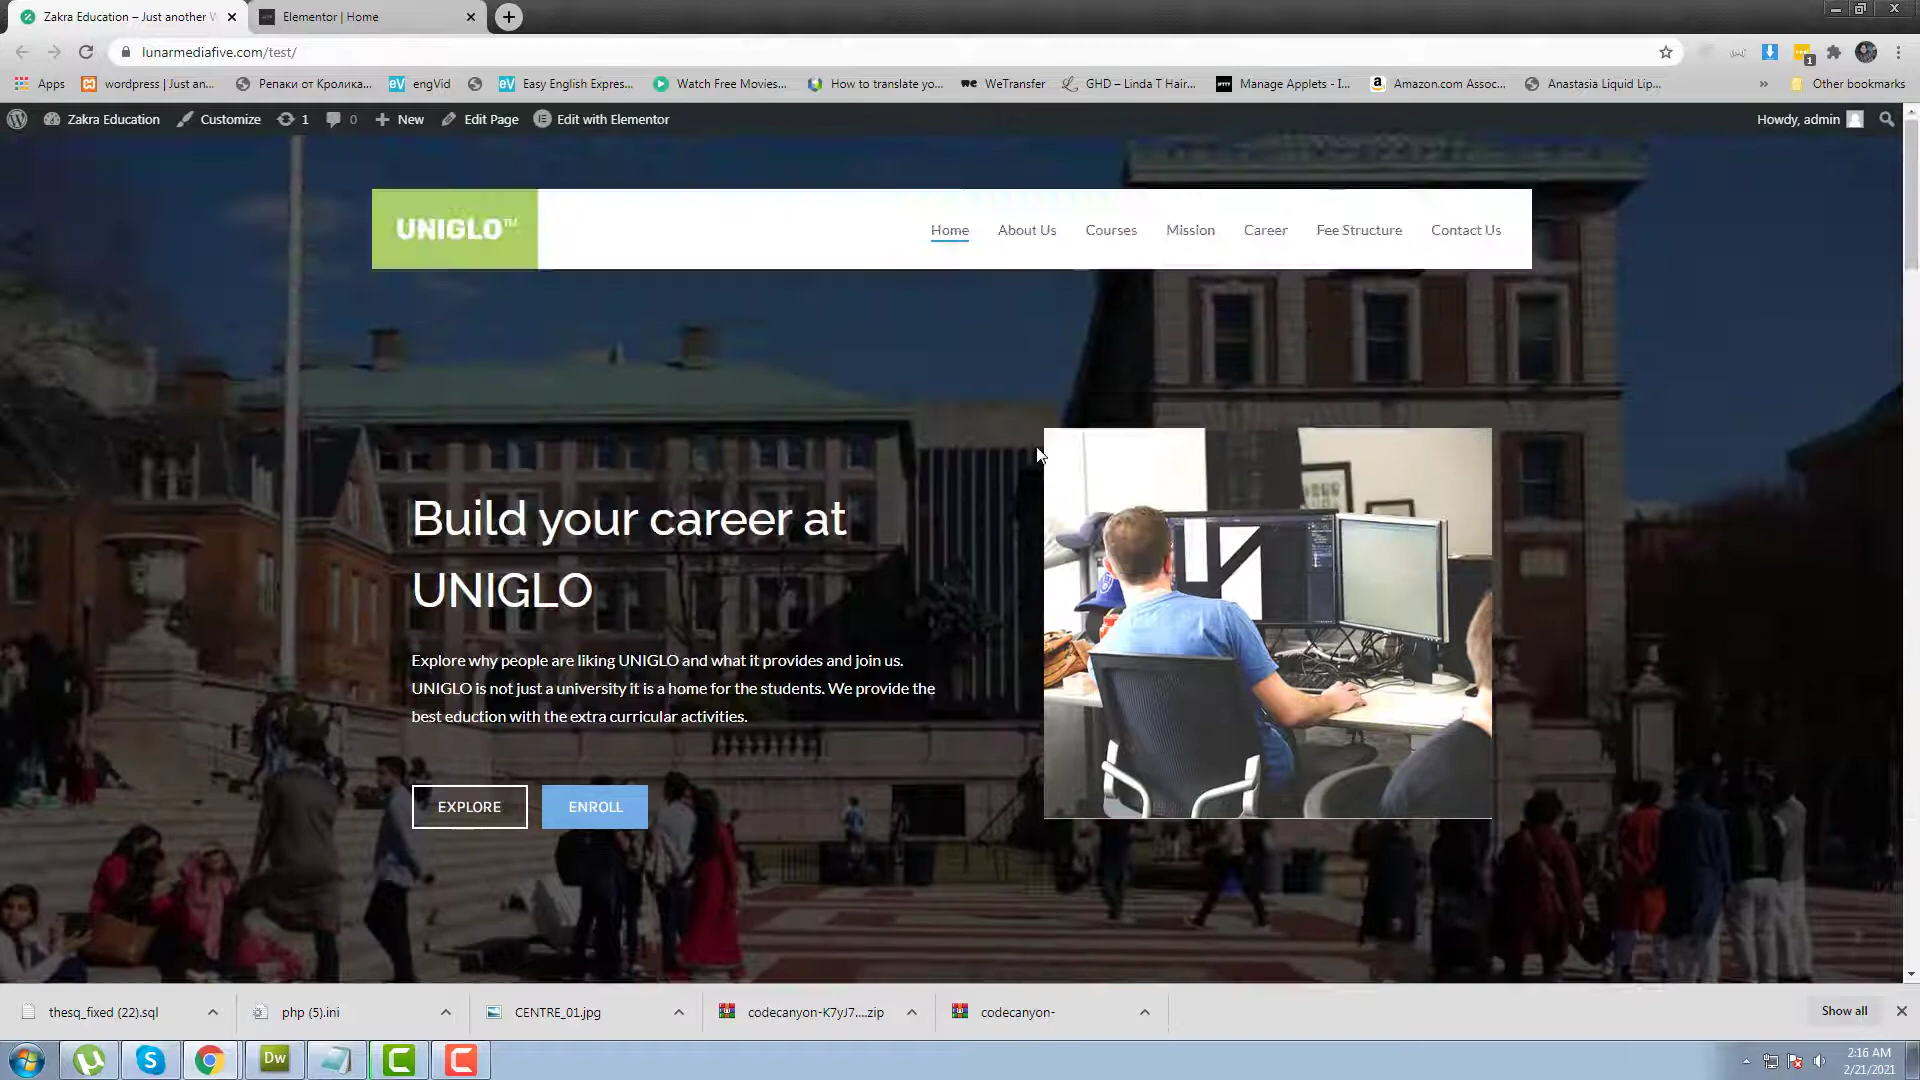 Zakra Education – Just another W
Elementor | Home
lunarmediafive.com/test/
Apps
wordpress | Just an...
Репаки от Кролика...
eV
engVid
eV
Easy English Expres...
Watch Free Movies...
How to translate yo...
we
WeTransfer
GHD – Linda T Hair...
Manage Applets - I...
a
Amazon.com Assoc...
Anastasia Liquid Lip...
»
Other bookmarks
1
Zakra Education
Customize
1
0
New
Edit Page
Edit with Elementor
Howdy, admin
UNIGLO™
Home
About Us
Courses
Mission
Career
Fee Structure
Contact Us
Build your career at
UNIGLO
Explore why people are liking UNIGLO and what it provides and join us.
UNIGLO is not just a university it is a home for the students. We provide the
best eduction with the extra curricular activities.
EXPLORE
ENROLL
thesq_fixed (22).sql
php (5).ini
CENTRE_01.jpg
codecanyon-K7yJ7....zip
codecanyon-
Show all
Dw
2:16 AM
2/21/2021